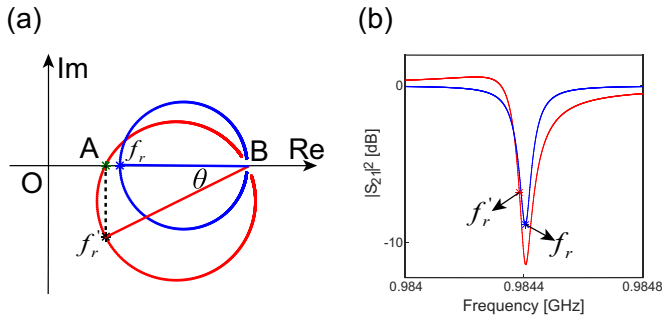 (a)
Im
A
f_r
B
Re
O
θ
f_r'
(b)
|S21|² [dB]
0
-10
f_r'
f_r
0.984
0.9844
0.9848
Frequency [GHz]